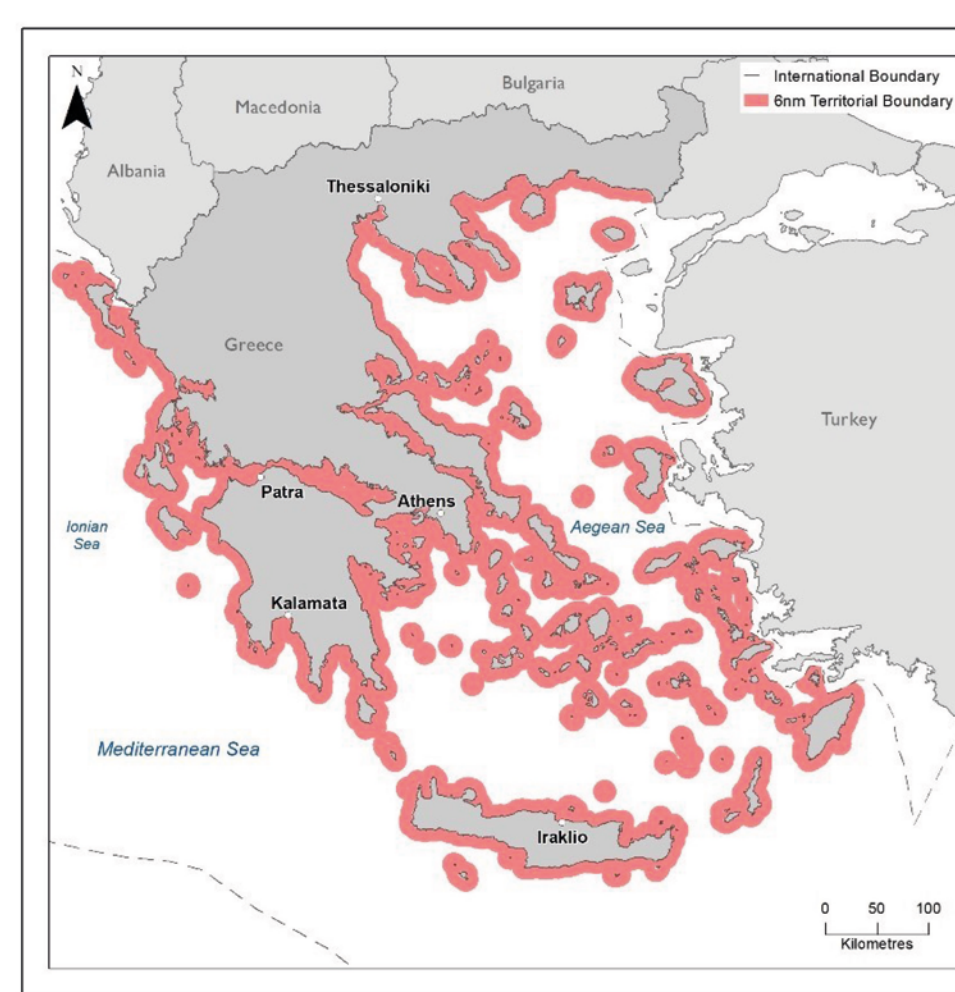 N
International Boundary
6nm Territorial Boundary
Bulgaria
Macedonia
Albania
Thessaloniki
Greece
Turkey
Patra
Athens
Ionian
Sea
Aegean Sea
Kalamata
Mediterranean Sea
Iraklio
0 50 100
Kilometres